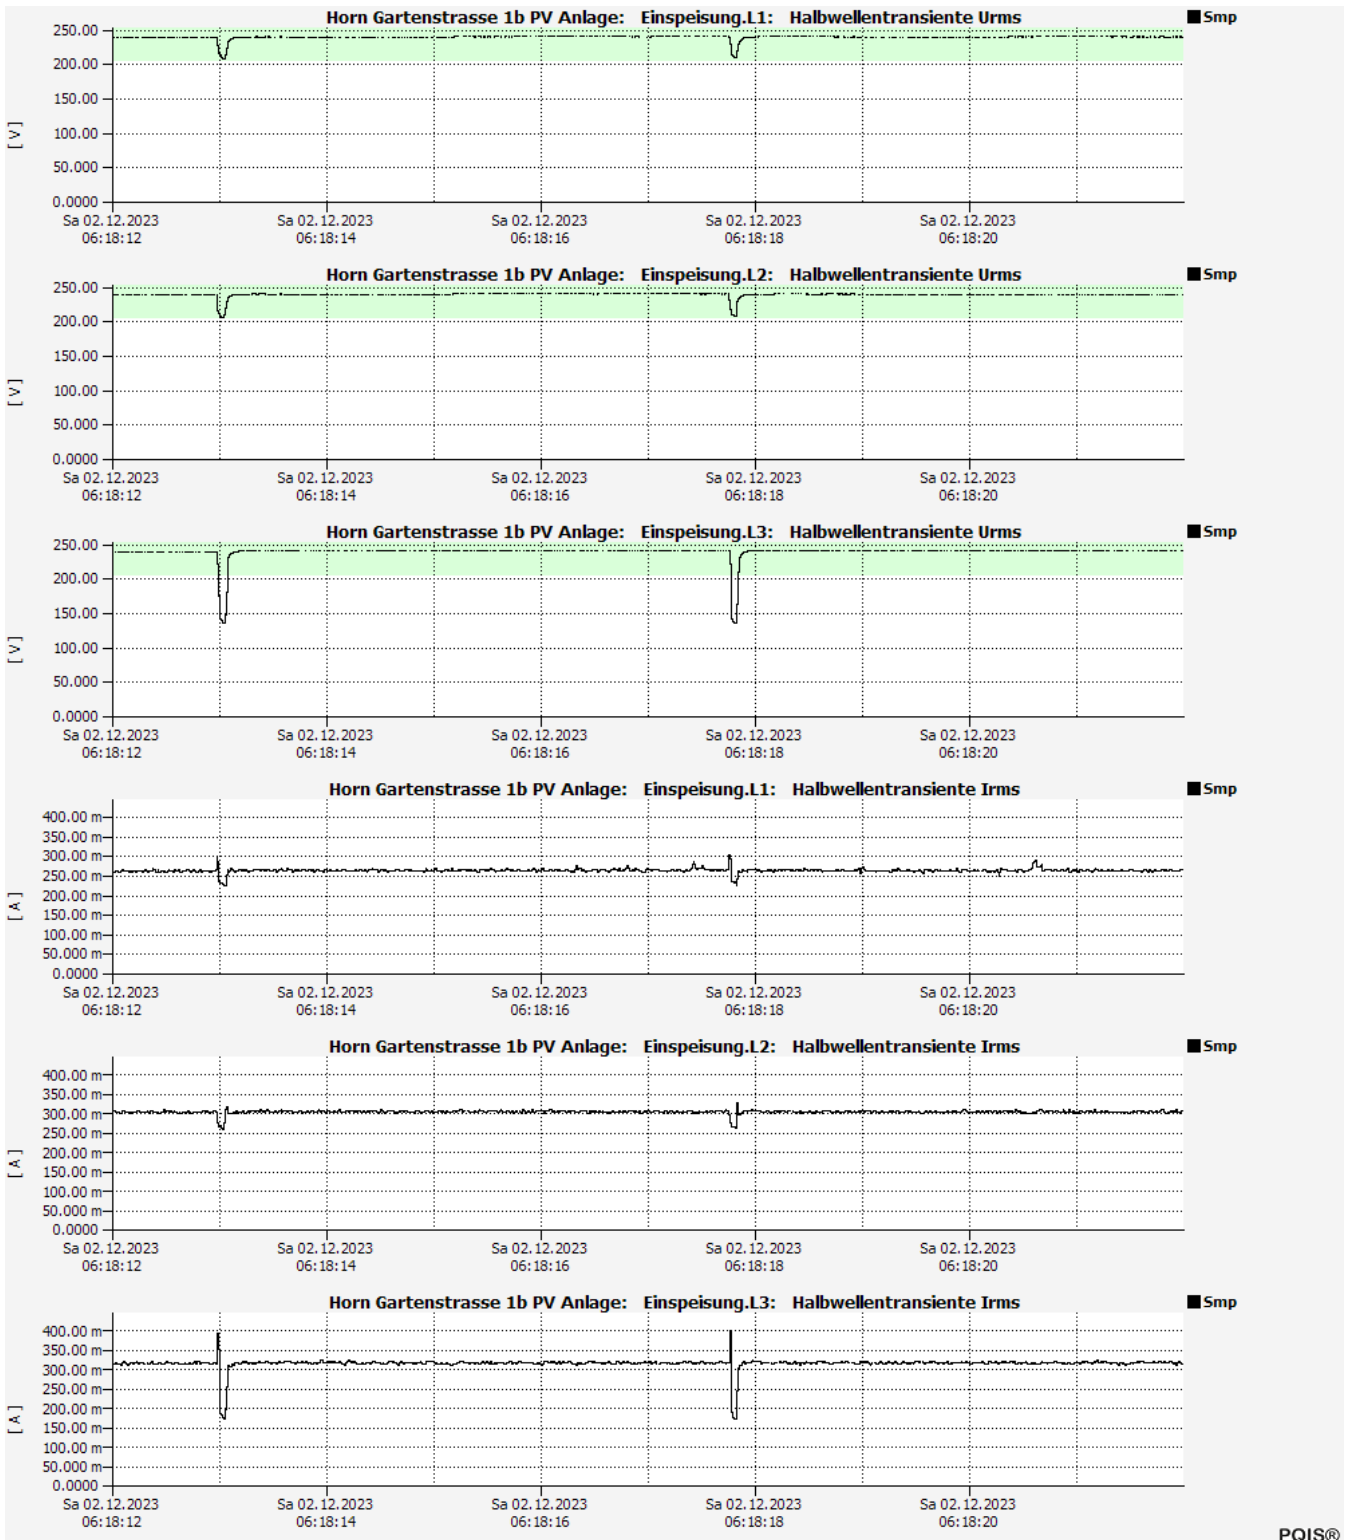 Horn Gartenstrasse 1b PV Anlage: Einspeisung.L1: Halbwellentransiente Urms
Smp
250.00
200.00
150.00
100.00
50.000
0.0000
[ V ]
Sa 02.12.2023 Sa 02.12.2023 Sa 02.12.2023 Sa 02.12.2023 Sa 02.12.2023
06:18:12 06:18:14 06:18:16 06:18:18 06:18:20
Horn Gartenstrasse 1b PV Anlage: Einspeisung.L2: Halbwellentransiente Urms
Smp
250.00
200.00
150.00
100.00
50.000
0.0000
[ V ]
Sa 02.12.2023 Sa 02.12.2023 Sa 02.12.2023 Sa 02.12.2023 Sa 02.12.2023
06:18:12 06:18:14 06:18:16 06:18:18 06:18:20
Horn Gartenstrasse 1b PV Anlage: Einspeisung.L3: Halbwellentransiente Urms
Smp
250.00
200.00
150.00
100.00
50.000
0.0000
[ V ]
Sa 02.12.2023 Sa 02.12.2023 Sa 02.12.2023 Sa 02.12.2023 Sa 02.12.2023
06:18:12 06:18:14 06:18:16 06:18:18 06:18:20
Horn Gartenstrasse 1b PV Anlage: Einspeisung.L1: Halbwellentransiente Irms
Smp
400.00 m
350.00 m
300.00 m
250.00 m
200.00 m
150.00 m
100.00 m
50.000 m
0.0000
[ A ]
Sa 02.12.2023 Sa 02.12.2023 Sa 02.12.2023 Sa 02.12.2023 Sa 02.12.2023
06:18:12 06:18:14 06:18:16 06:18:18 06:18:20
Horn Gartenstrasse 1b PV Anlage: Einspeisung.L2: Halbwellentransiente Irms
Smp
400.00 m
350.00 m
300.00 m
250.00 m
200.00 m
150.00 m
100.00 m
50.000 m
0.0000
[ A ]
Sa 02.12.2023 Sa 02.12.2023 Sa 02.12.2023 Sa 02.12.2023 Sa 02.12.2023
06:18:12 06:18:14 06:18:16 06:18:18 06:18:20
Horn Gartenstrasse 1b PV Anlage: Einspeisung.L3: Halbwellentransiente Irms
Smp
400.00 m
350.00 m
300.00 m
250.00 m
200.00 m
150.00 m
100.00 m
50.000 m
0.0000
[ A ]
Sa 02.12.2023 Sa 02.12.2023 Sa 02.12.2023 Sa 02.12.2023 Sa 02.12.2023
06:18:12 06:18:14 06:18:16 06:18:18 06:18:20
PQIS®